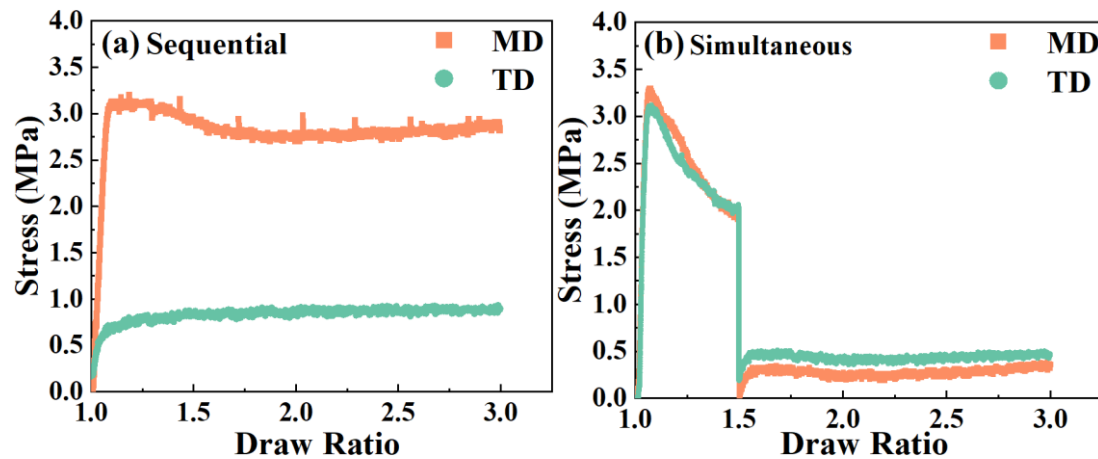 (a) Sequential
MD
TD
4.0
3.5
3.0
2.5
2.0
1.5
1.0
0.5
0.0
Stress (MPa)
1.0 1.5 2.0 2.5 3.0
Draw Ratio
(b) Simultaneous
MD
TD
4.0
3.5
3.0
2.5
2.0
1.5
1.0
0.5
0.0
Stress (MPa)
1.0 1.5 2.0 2.5 3.0
Draw Ratio